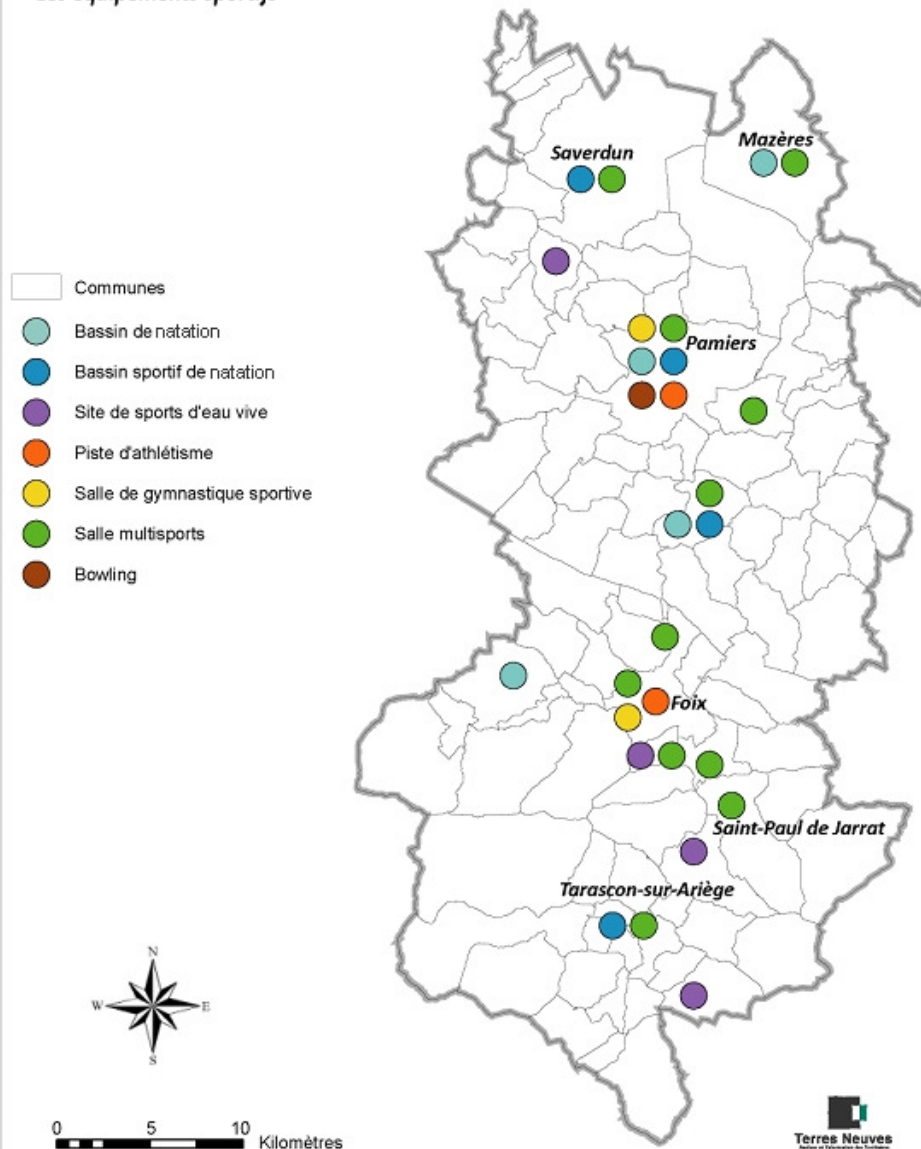 Saverdun
Mazères
Communes
Bassin de natation
Bassin sportif de natation
Site de sports d'eau vive
Piste d'athlétisme
Salle de gymnastique sportive
Salle multisports
Bowling
Pamiers
Foix
Saint-Paul de Jarrat
Tarascon-sur-Ariège
N
W E
S
0 5 10 Kilomètres
Terres Neuves